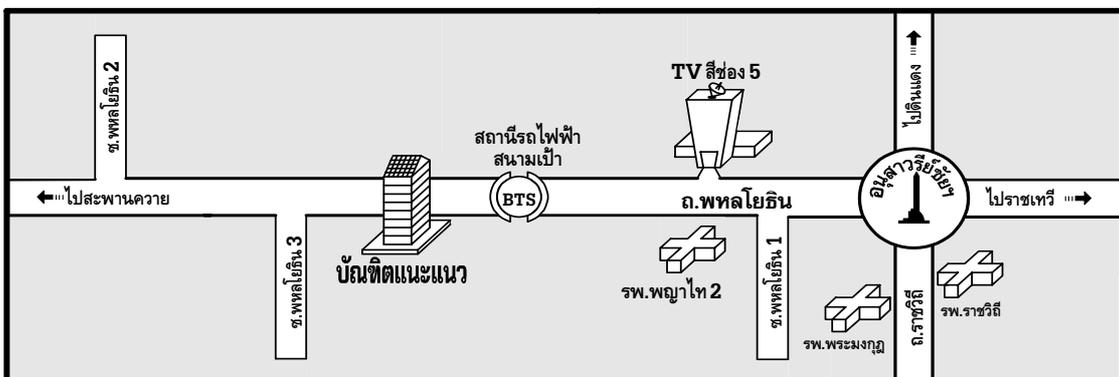 ซ.พหลโยธิน 2
TV สีช่อง 5
ไปดินแดง
สถานีรถไฟฟ้า
สนามเป้า
BTS
อนุสาวรีย์ชัยฯ
ไปสะพานควาย
ถ.พหลโยธิน
ไปราชเทวี
ซ.พหลโยธิน 3
บัณฑิตแนะแนว
รพ.พญาไท 2
ซ.พหลโยธิน 1
รพ.พระมงกุฎ
ถ.ราชวิถี
รพ.ราชวิถี